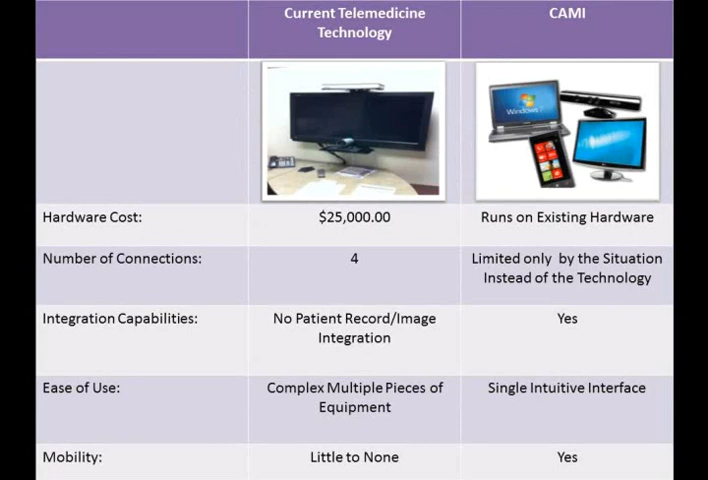 Current Telemedicine
Technology
CAMI
Windows
Hardware Cost:
$25,000.00
Runs on Existing Hardware
Number of Connections:
4
Limited only  by the Situation
Instead of the Technology
Integration Capabilities:
No Patient Record/Image
Integration
Yes
Ease of Use:
Complex Multiple Pieces of
Equipment
Single Intuitive Interface
Mobility:
Little to None
Yes